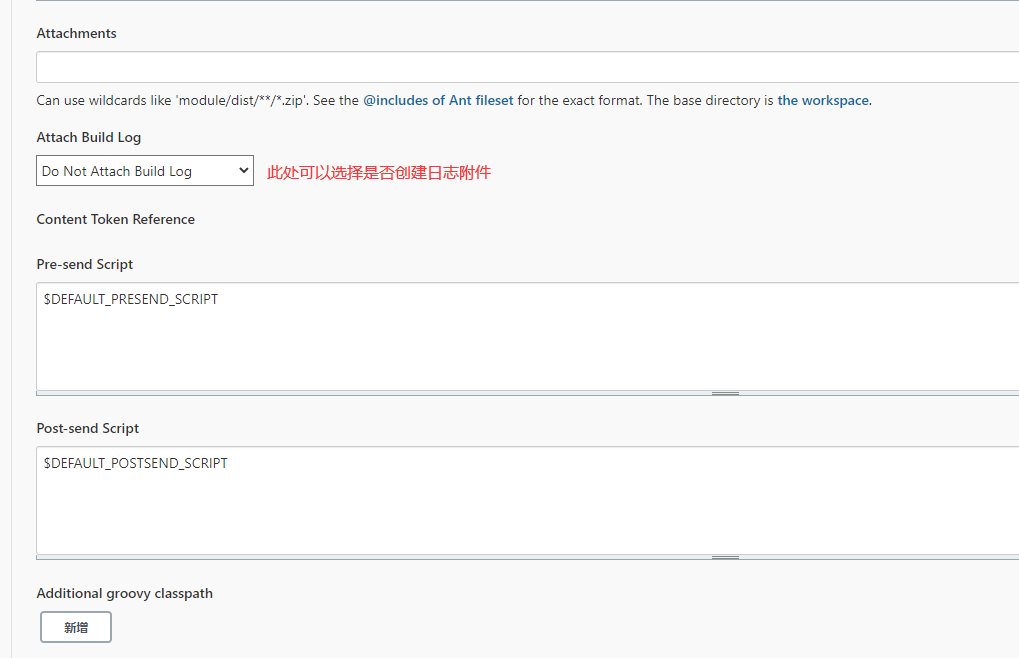 Attachments
Can use wildcards like 'module/dist/**/*.zip'. See the @includes of Ant fileset for the exact format. The base directory is the workspace.
Attach Build Log
Do Not Attach Build Log 此处可以选择是否创建日志附件
Content Token Reference
Pre-send Script
$DEFAULT_PRESEND_SCRIPT
Post-send Script
$DEFAULT_POSTSEND_SCRIPT
Additional groovy classpath
新增